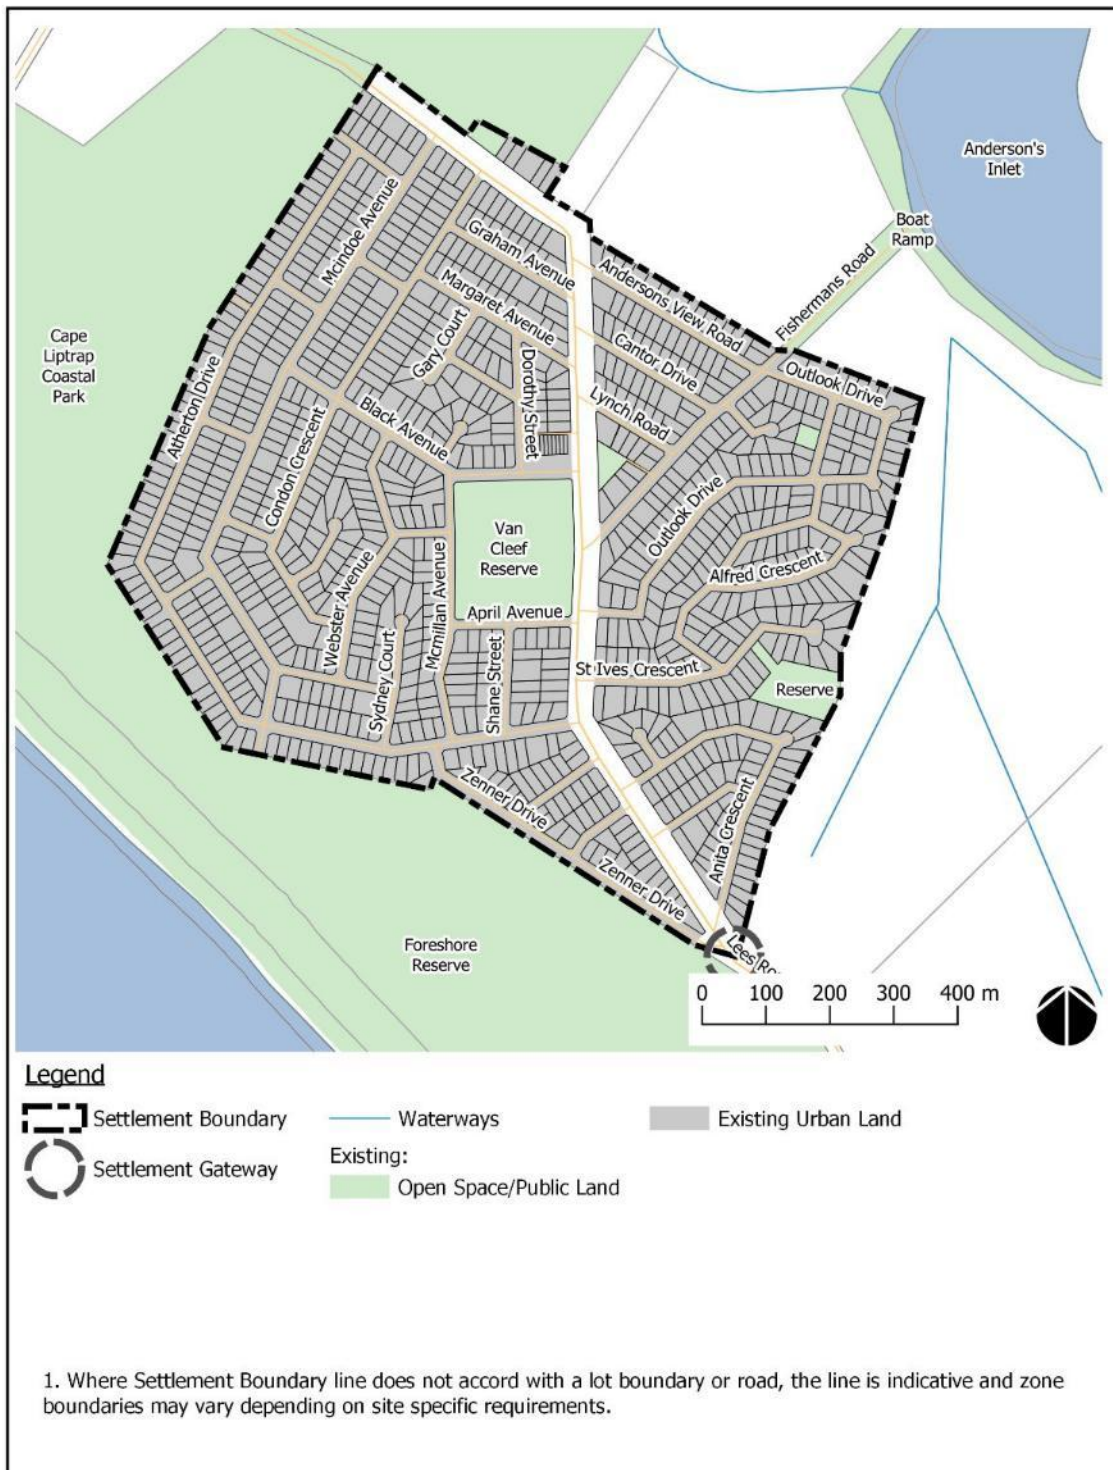 Anderson's
Inlet
Boat
Ramp
Fishermans Road
Mcindoe Avenue
Graham Avenue
Andersons View Road
Margaret Avenue
Gary Court
Cantor Drive
Outlook Drive
Cape
Liptrap
Coastal
Park
Dorothy Street
Lynch Road
Atherton Drive
Black Avenue
Condon Crescent
Outlook Drive
Van
Cleef
Reserve
Alfred Crescent
Webster Avenue
Mcmillan Avenue
April Avenue
Sydney Court
Shane Street
St Ives Crescent
Reserve
Zenner Drive
Anita Crescent
Zenner Drive
Foreshore
Reserve
Lees
0 100 200 300 400 m
Legend
Settlement Boundary
Waterways
Existing Urban Land
Settlement Gateway
Existing:
Open Space/Public Land
1. Where Settlement Boundary line does not accord with a lot boundary or road, the line is indicative and zone
boundaries may vary depending on site specific requirements.